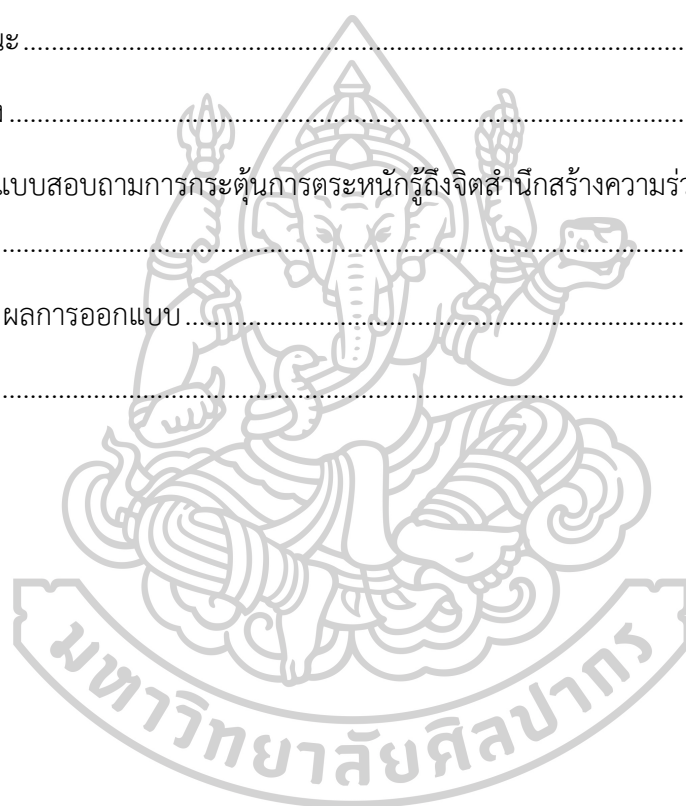 แบบสอบถามการกระตุ้นการตระหนักรู้ถึงจิตสำนึกสร้างความร่ว
ผลการออกแบบ................................................................
มหาวิทยาลัยศิลปากร